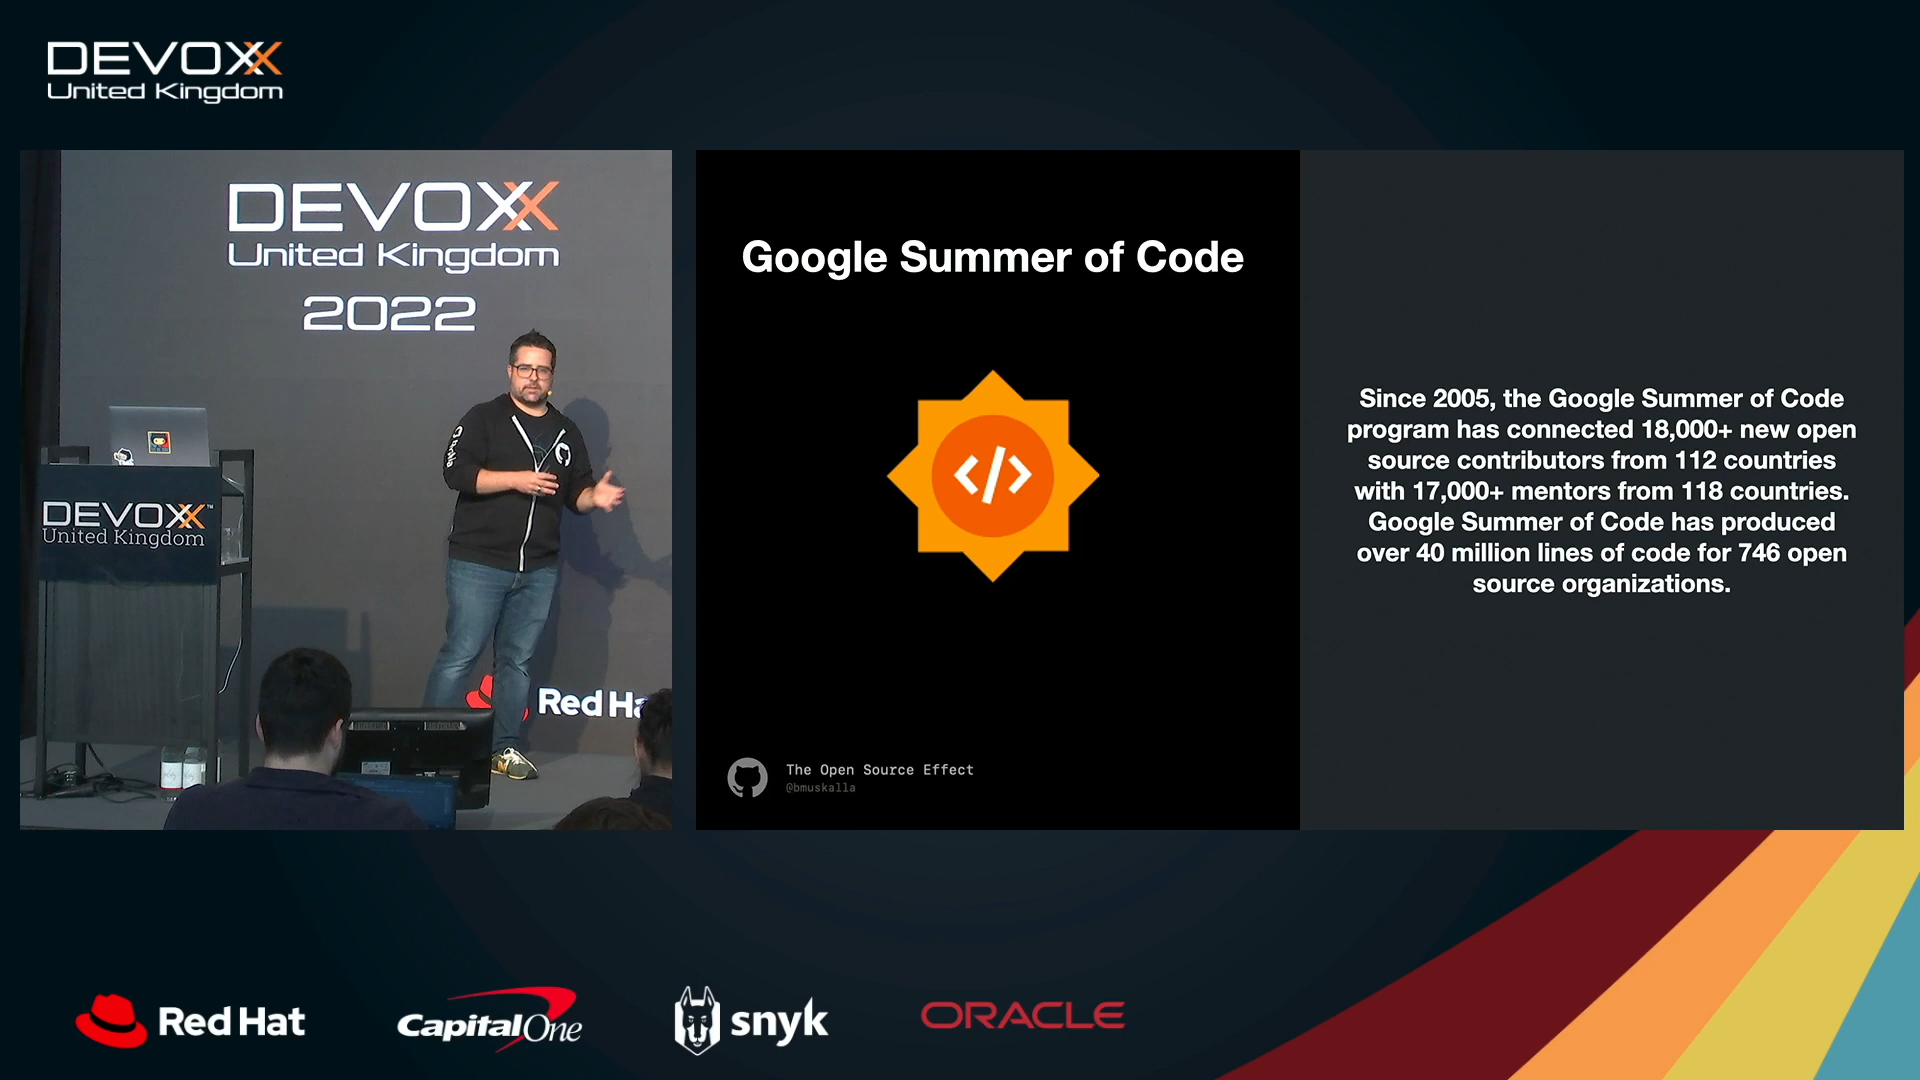 DEVOXX
United Kingdom
DEVOXX
United Kingdom
2022
DEVOXX™
United Kingdom
Red Ha
Google Summer of Code
Since 2005, the Google Summer of Code
program has connected 18,000+ new open
source contributors from 112 countries
with 17,000+ mentors from 118 countries.
Google Summer of Code has produced
over 40 million lines of code for 746 open
source organizations.
The Open Source Effect
@bmuskalla
Red Hat
CapitalOne
snyk
ORACLE